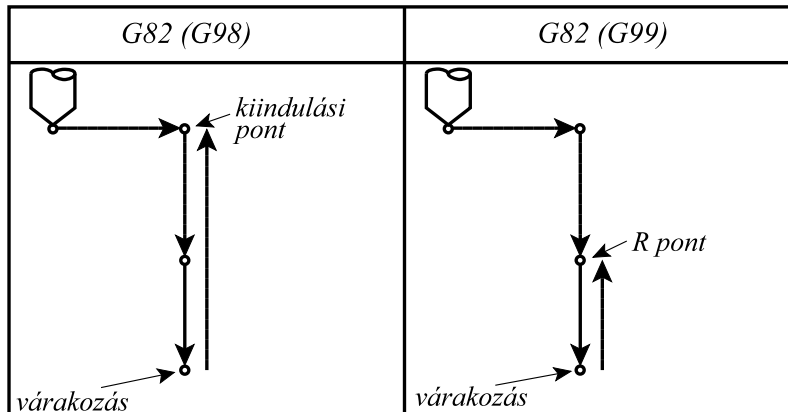 G82 (G98)
G82 (G99)
kiindulási
pont
R pont
várakozás
várakozás